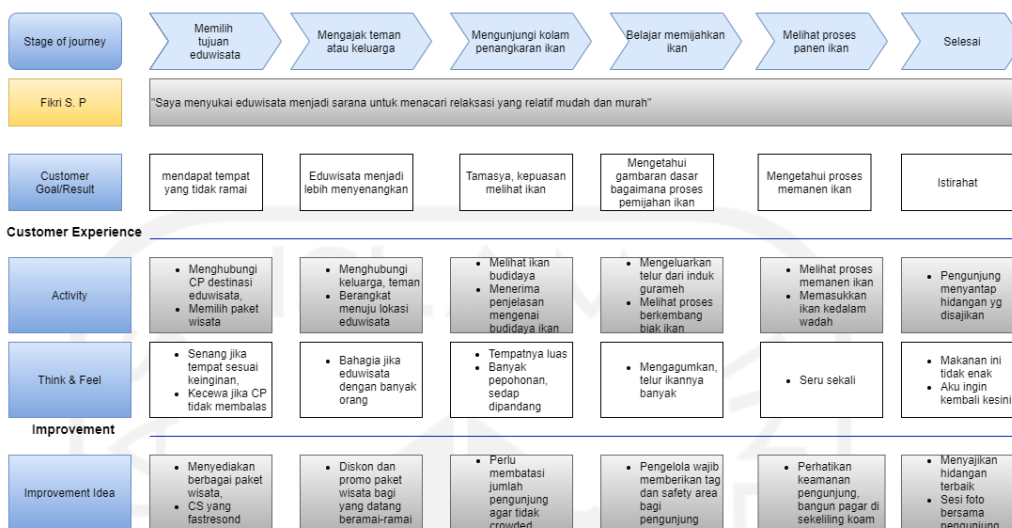 Stage of journey
Memilih
tujuan
eduwisata
Mengajak teman
atau keluarga
Mengunjungi kolam
penangkaran ikan
Belajar memijahkan
ikan
Melihat proses
panen ikan
Selesai
Fikri S. P
"Saya menyukai eduwisata menjadi sarana untuk menacari relaksasi yang relatif mudah dan murah"
Customer
Goal/Result
mendapat tempat
yang tidak ramai
Eduwisata menjadi
lebih menyenangkan
Tamasya, kepuasan
melihat ikan
Mengetahui
gambaran dasar
bagaimana proses
pemijahan ikan
Mengetahui proses
memanen ikan
Istirahat
Customer Experience
Activity
• Menghubungi
CP destinasi
eduwisata,
• Memilih paket
wisata
• Menghubungi
keluarga, teman
• Berangkat
menuju lokasi
eduwisata
• Melihat ikan
budidaya
• Menerima
penjelasan
mengenai
budidaya ikan
• Mengeluarkan
telur dari induk
gurameh
• Melihat proses
berkembang
biak ikan
• Melihat proses
memanen ikan
• Memasukkan
ikan kedalam
wadah
• Pengunjung
menyantap
hidangan yg
disajikan
Think & Feel
• Senang jika
tempat sesuai
keinginan,
• Kecewa jika CP
tidak membalas
• Bahagia jika
eduwisata
dengan banyak
orang
• Tempatnya luas
• Banyak
pepohonan,
sedap
dipandang
• Mengagumkan,
telur ikannya
banyak
• Seru sekali
• Makanan ini
tidak enak
• Aku ingin
kembali kesini
Improvement
Improvement Idea
• Menyediakan
berbagai paket
wisata,
• CS yang
fastresond
• Diskon dan
promo paket
wisata bagi
yang datang
beramai-ramai
• Perlu
membatasi
jumlah
pengunjung
agar tidak
crowded
• Pengelola wajib
memberikan tag
dan safety area
bagi
pengunjung
• Perhatikan
keamanan
pengunjung,
bangun pagar di
sekeliling koam
• Menyajikan
hidangan
terbaik
• Sesi foto
bersama
pengunjung
ISLAM